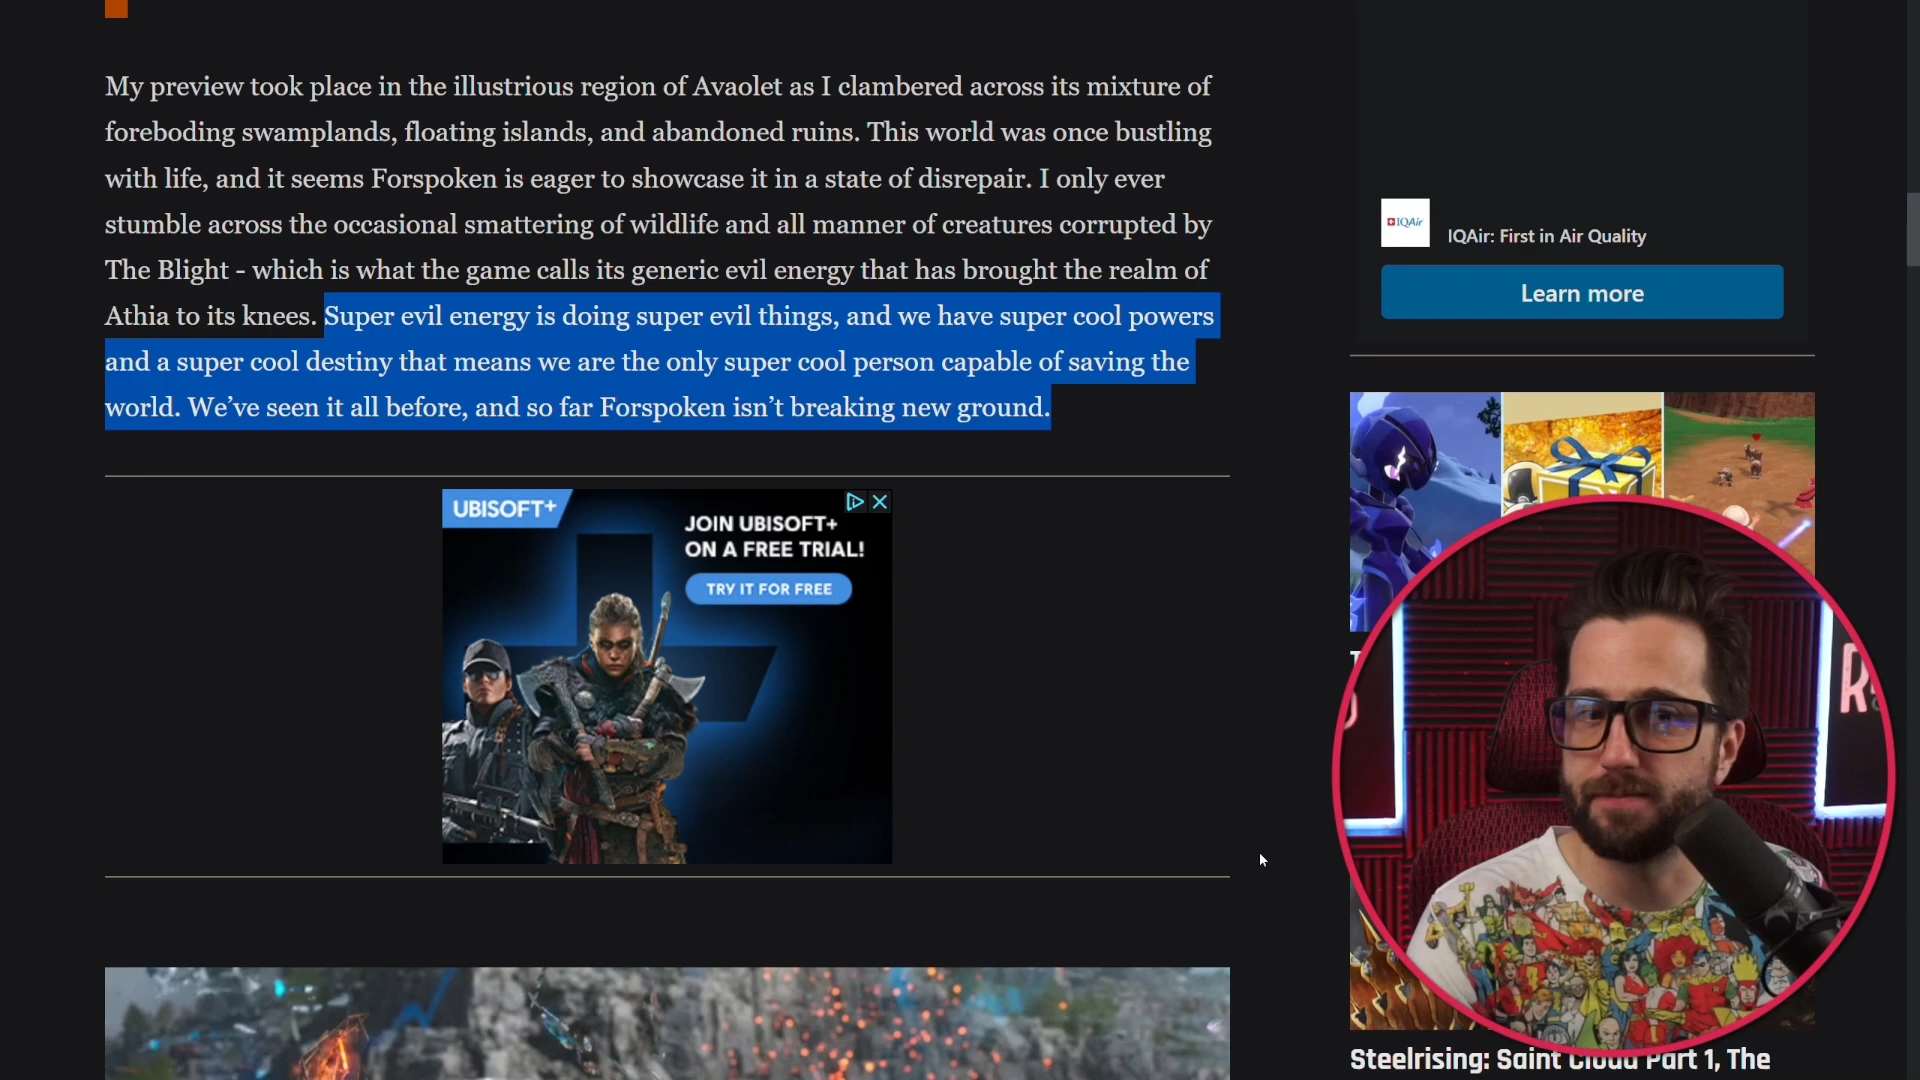 My preview took place in the illustrious region of Avaolet as I clambered across its mixture of
foreboding swamplands, floating islands, and abandoned ruins. This world was once bustling
with life, and it seems Forspoken is eager to showcase it in a state of disrepair. I only ever
stumble across the occasional smattering of wildlife and all manner of creatures corrupted by
The Blight - which is what the game calls its generic evil energy that has brought the realm of
Athia to its knees. Super evil energy is doing super evil things, and we have super cool powers
and a super cool destiny that means we are the only super cool person capable of saving the
world. We’ve seen it all before, and so far Forspoken isn’t breaking new ground.
UBISOFT+
JOIN UBISOFT+
ON A FREE TRIAL!
TRY IT FOR FREE
IQAir
IQAir: First in Air Quality
Learn more
Steelrising: Saint Cloud Part 1, The